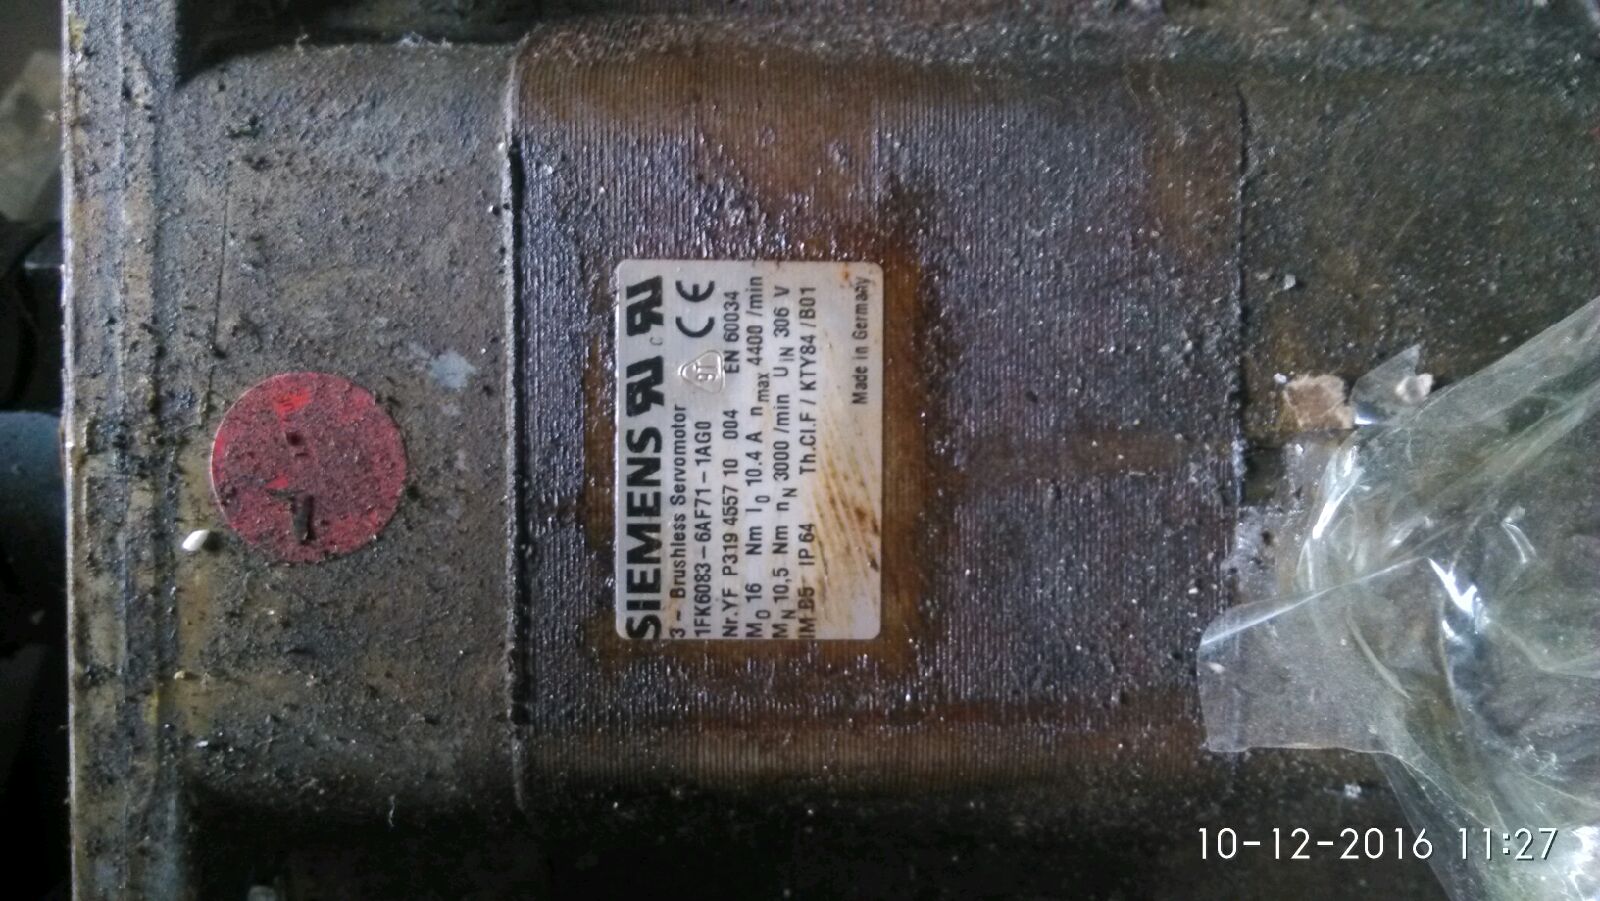 SIEMENS
3 ~ Brushless Servomotor
1FK6083-6AF71-1AG0
Nr.YF P319 4557 10 004 EN 60034
M0 16 Nm I0 10.4 A nmax 4400 /min
MN 10,5 Nm nN 3000 /min UIN 306 V
IM B5 IP 64 Th.Cl.F / KTY84 /B01
Made in Germany
10-12-2016 11:27